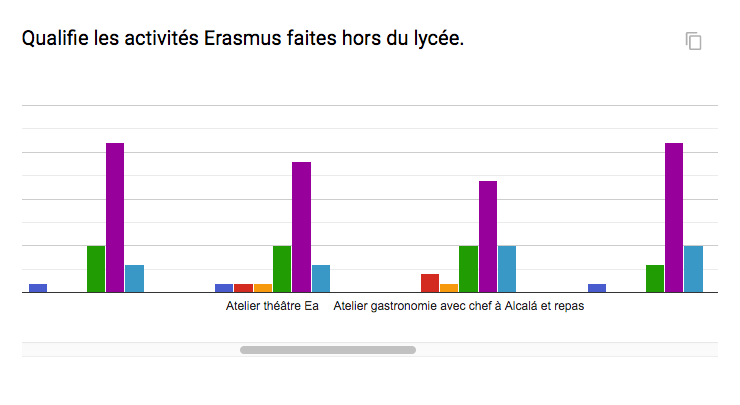 Qualifie les activités Erasmus faites hors du lycée.
Atelier théâtre Ea
Atelier gastronomie avec chef à Alcalá et repas